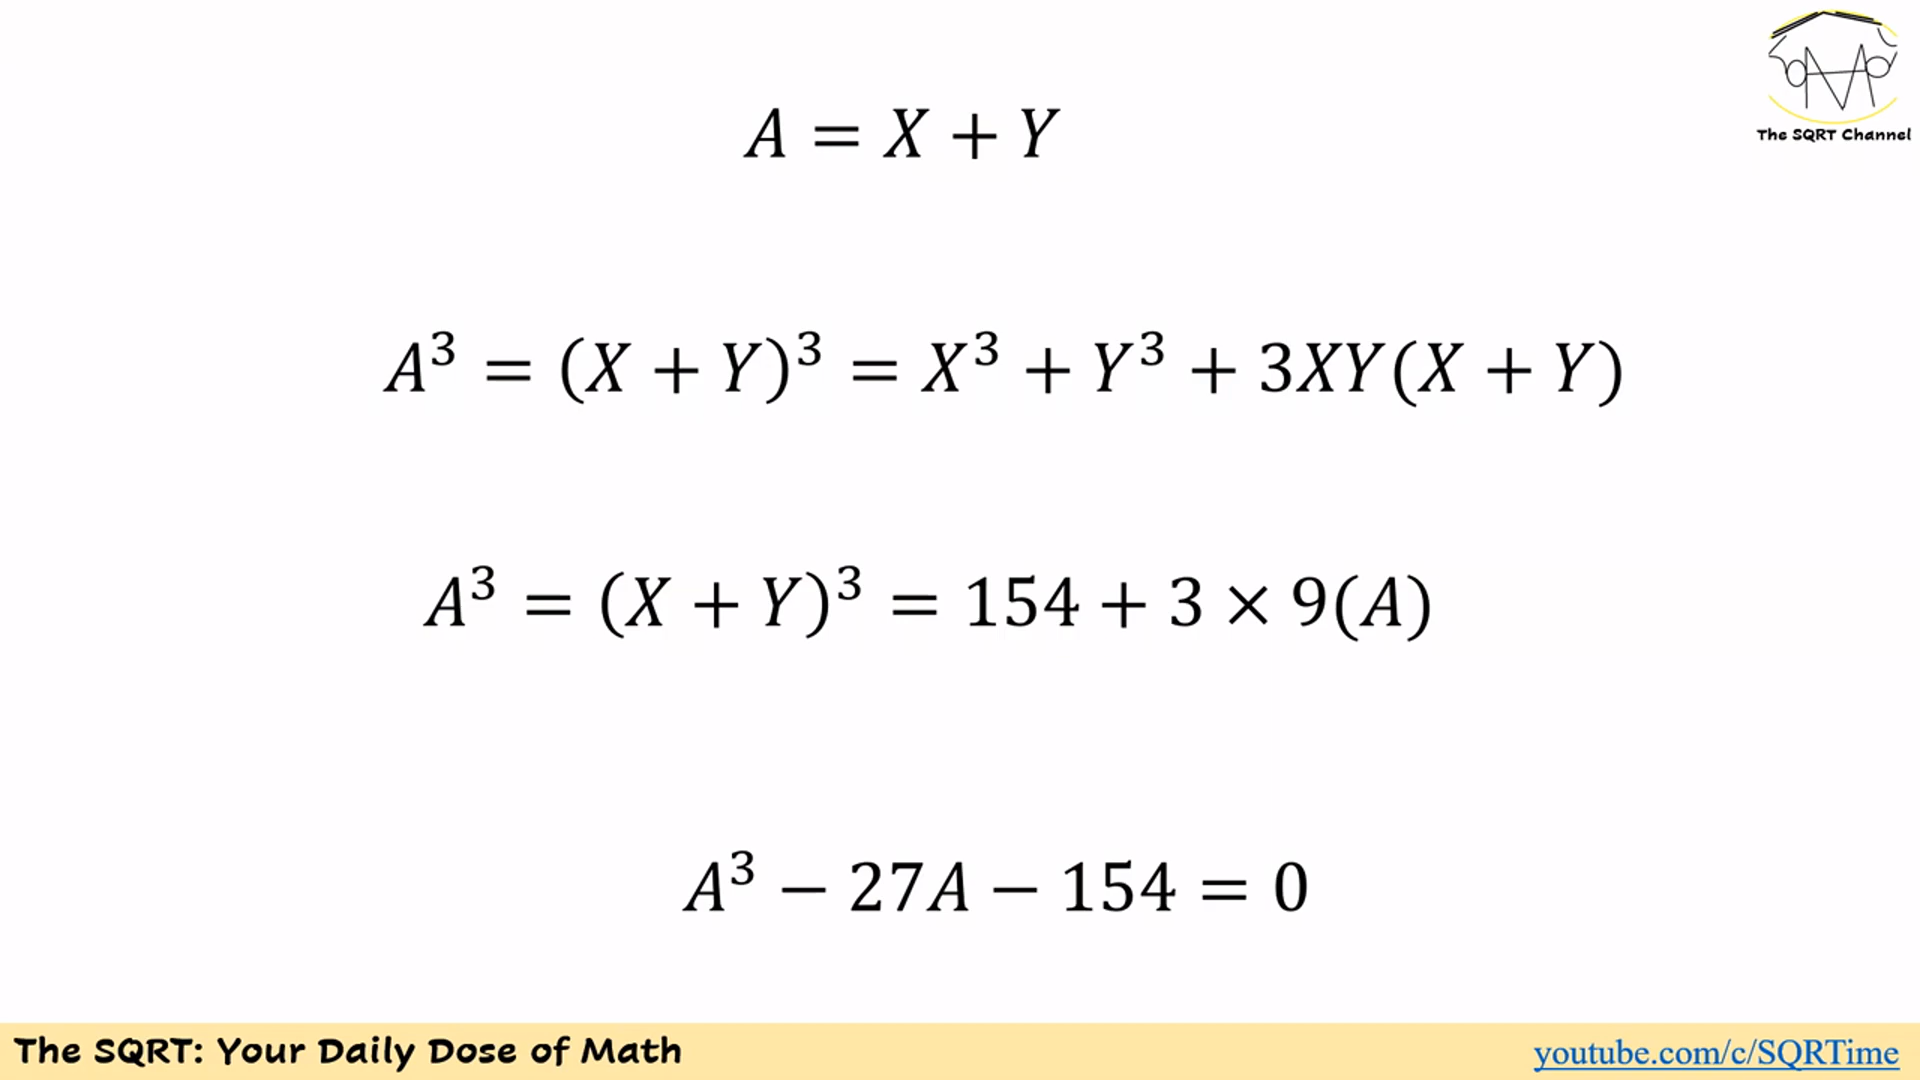 The SQRT Channel
A = X + Y
A³ = (X + Y)³ = X³ + Y³ + 3XY(X + Y)
A³ = (X + Y)³ = 154 + 3 × 9(A)
A³ − 27A − 154 = 0
The SQRT: Your Daily Dose of Math
youtube.com/c/SQRTime